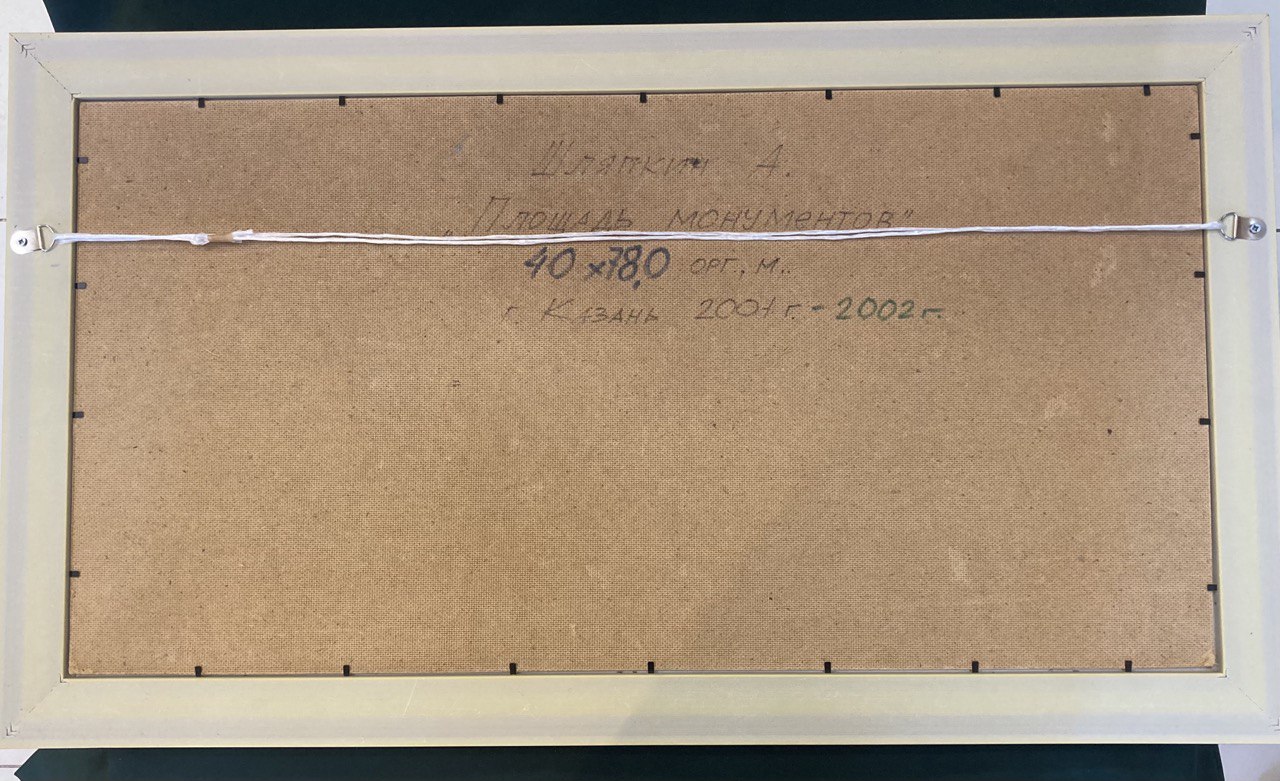 Шляпкин А.
„Площадь монументов”
40 х 78,0 орг., м..
г. Казань 2001 г. - 2002 г.